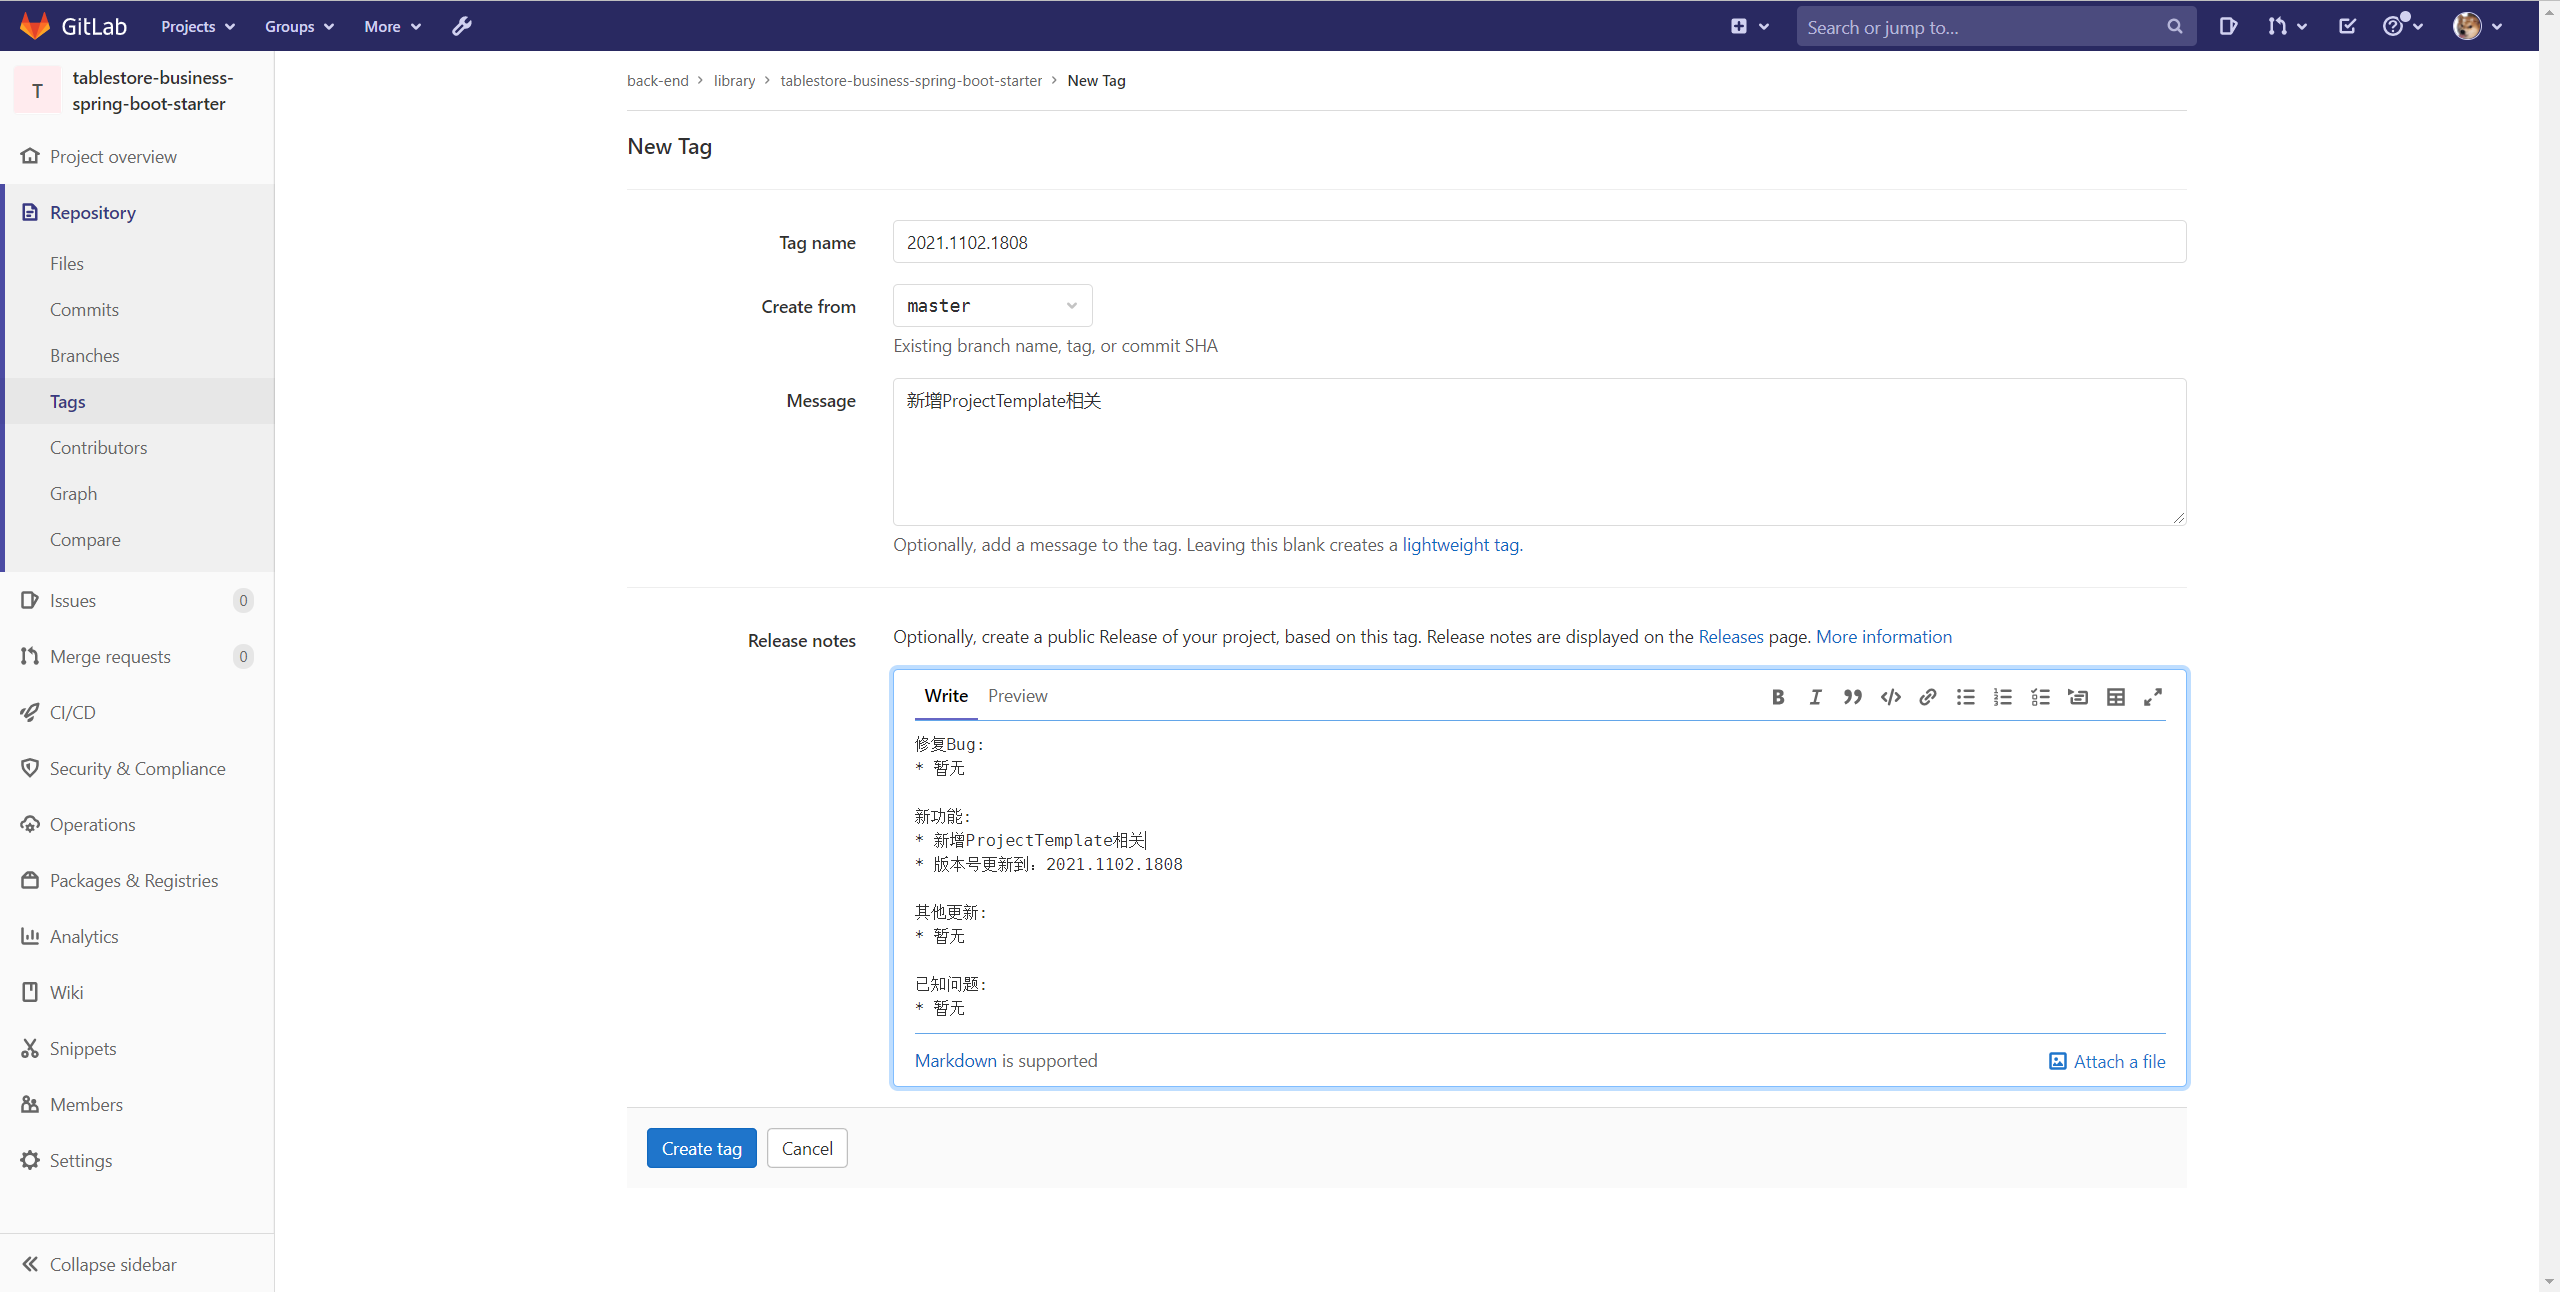 GitLab Projects Groups More Search or jump to...
T tablestore-business-
spring-boot-starter
Project overview
Repository
Files
Commits
Branches
Tags
Contributors
Graph
Compare
Issues 0
Merge requests 0
CI/CD
Security & Compliance
Operations
Packages & Registries
Analytics
Wiki
Snippets
Members
Settings
Collapse sidebar
back-end > library > tablestore-business-spring-boot-starter > New Tag
New Tag
Tag name 2021.1102.1808
Create from master
Existing branch name, tag, or commit SHA
Message 新增ProjectTemplate相关
Optionally, add a message to the tag. Leaving this blank creates a lightweight tag.
Release notes Optionally, create a public Release of your project, based on this tag. Release notes are displayed on the Releases page. More information
Write Preview
修复Bug:
* 暂无
新功能:
* 新增ProjectTemplate相关
* 版本号更新到：2021.1102.1808
其他更新:
* 暂无
已知问题:
* 暂无
Markdown is supported Attach a file
Create tag Cancel